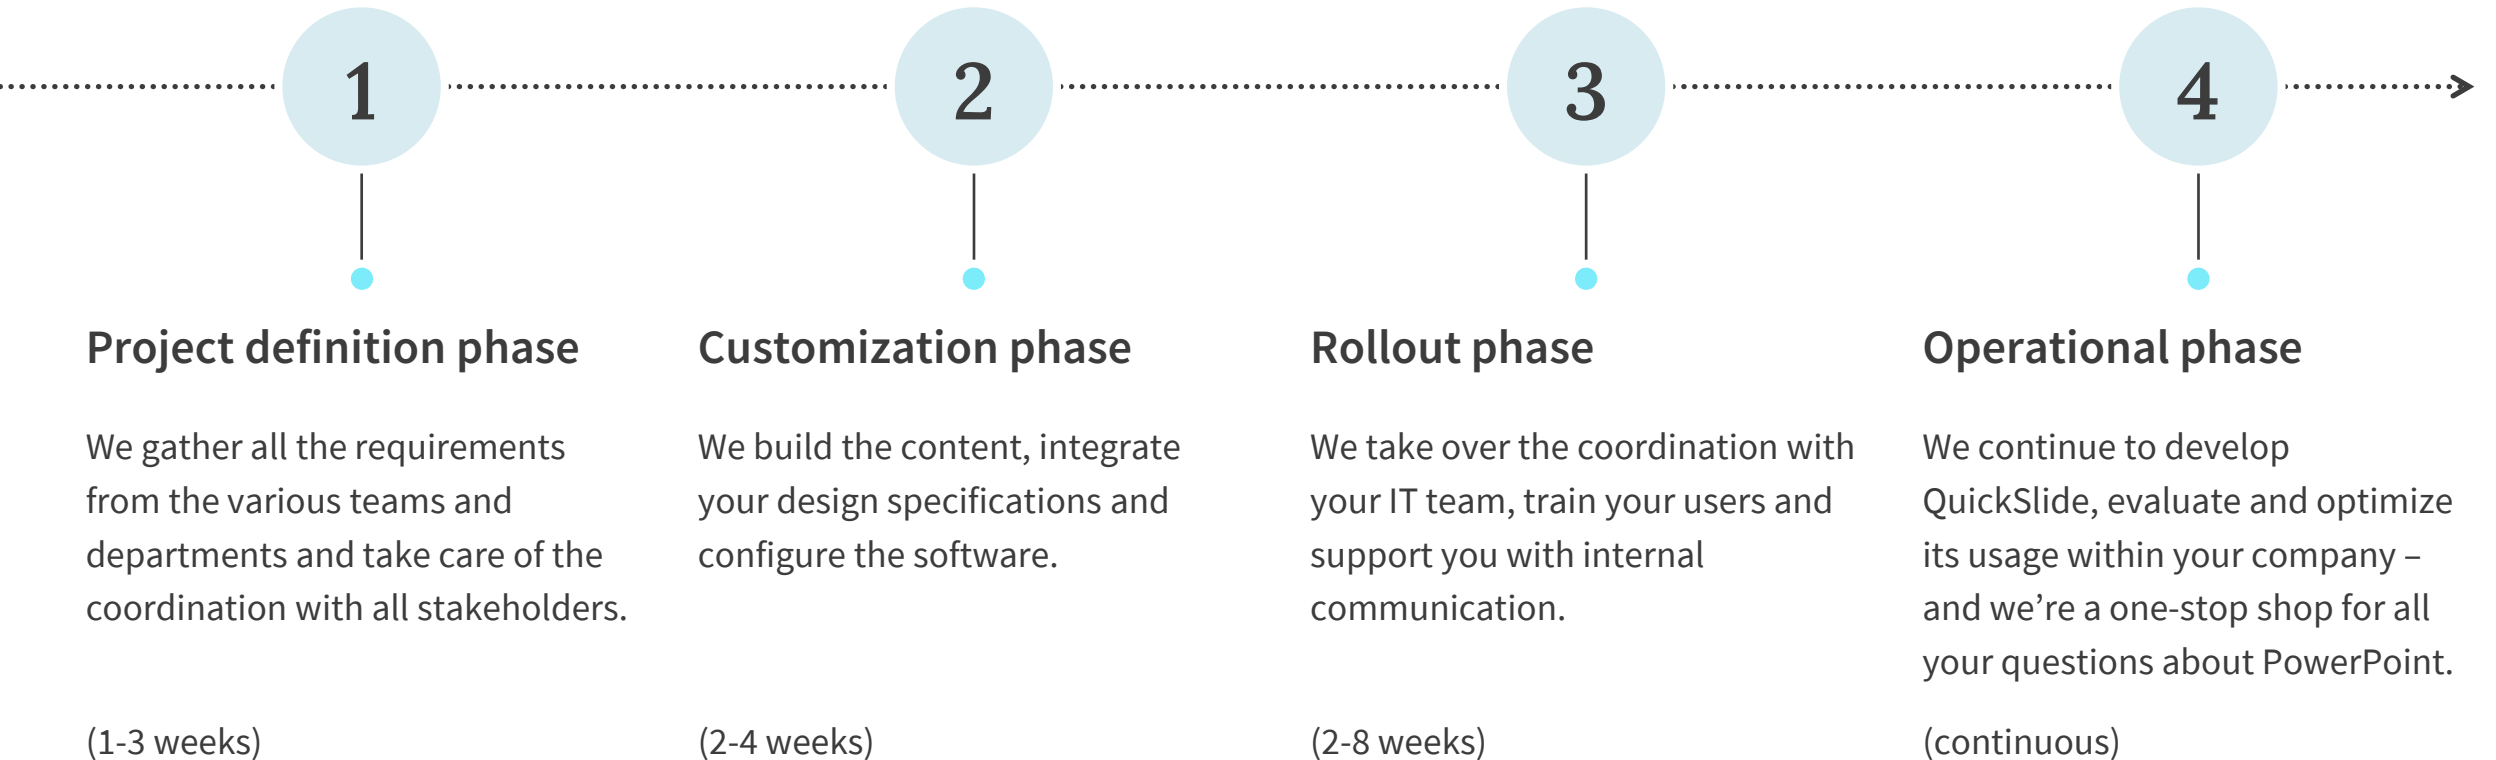 1
2
3
4
Project definition phase
We gather all the requirements
from the various teams and
departments and take care of the
coordination with all stakeholders.
(1-3 weeks)
Customization phase
We build the content, integrate
your design specifications and
configure the software.
(2-4 weeks)
Rollout phase
We take over the coordination with
your IT team, train your users and
support you with internal
communication.
(2-8 weeks)
Operational phase
We continue to develop
QuickSlide, evaluate and optimize
its usage within your company –
and we’re a one-stop shop for all
your questions about PowerPoint.
(continuous)